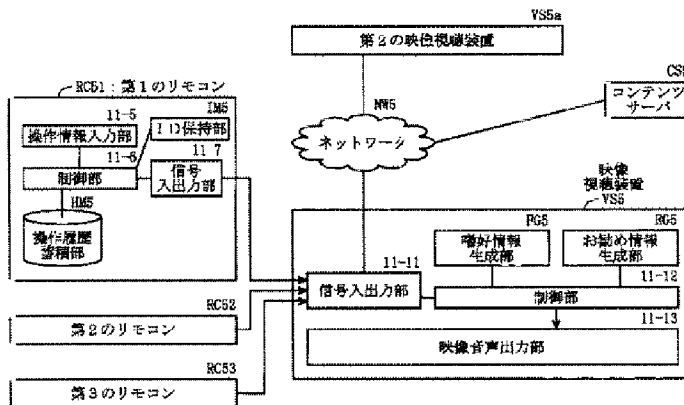 VS5a
第2の映像視聴装置
RC51：第1のリモコン
NW5
コンテンツ
サーバ
11-5
IM5
操作情報入力部
ID保持部
11-6
11-7
ネットワーク
制御部
信号
入出力部
映像
視聴装置
VS5
HM5
操作履歴
蓄積部
RG5
嗜好情報
生成部
お勧め情報
生成部
11-11
11-12
信号入出力部
制御部
RC52
11-13
第2のリモコン
映像音声出力部
RC53
第3のリモコン